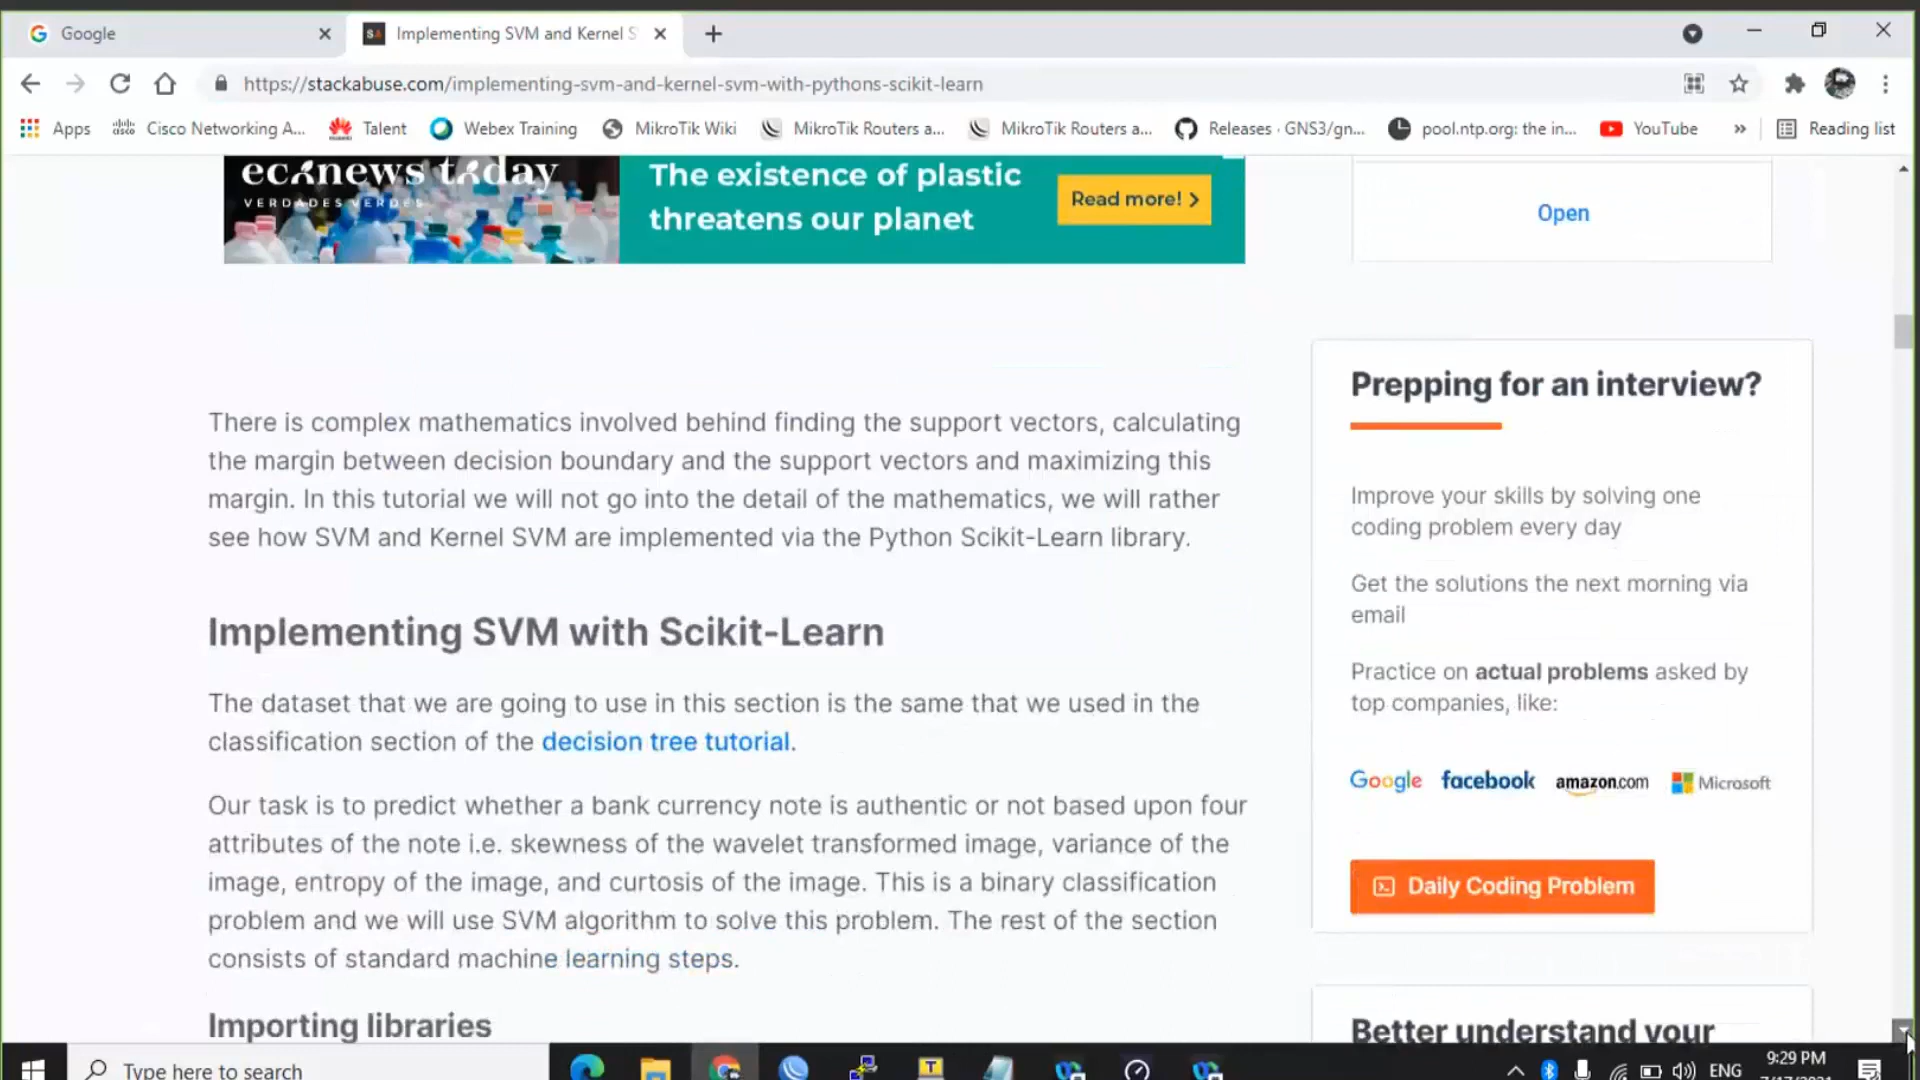 Google
Implementing SVM and Kernel S
https://stackabuse.com/implementing-svm-and-kernel-svm-with-pythons-scikit-learn
Apps
Cisco Networking A...
Talent
Webex Training
MikroTik Wiki
MikroTik Routers a...
MikroTik Routers a...
Releases · GNS3/gn...
pool.ntp.org: the in...
YouTube
»
Reading list
econews today
VERDADES VERDES
The existence of plastic
threatens our planet
Read more! >
Open
There is complex mathematics involved behind finding the support vectors, calculating
the margin between decision boundary and the support vectors and maximizing this
margin. In this tutorial we will not go into the detail of the mathematics, we will rather
see how SVM and Kernel SVM are implemented via the Python Scikit-Learn library.
Implementing SVM with Scikit-Learn
The dataset that we are going to use in this section is the same that we used in the
classification section of the decision tree tutorial.
Our task is to predict whether a bank currency note is authentic or not based upon four
attributes of the note i.e. skewness of the wavelet transformed image, variance of the
image, entropy of the image, and curtosis of the image. This is a binary classification
problem and we will use SVM algorithm to solve this problem. The rest of the section
consists of standard machine learning steps.
Importing libraries
Prepping for an interview?
Improve your skills by solving one
coding problem every day
Get the solutions the next morning via
email
Practice on actual problems asked by
top companies, like:
Google facebook amazon.com Microsoft
Daily Coding Problem
Better understand your
Type here to search
ENG
9:29 PM